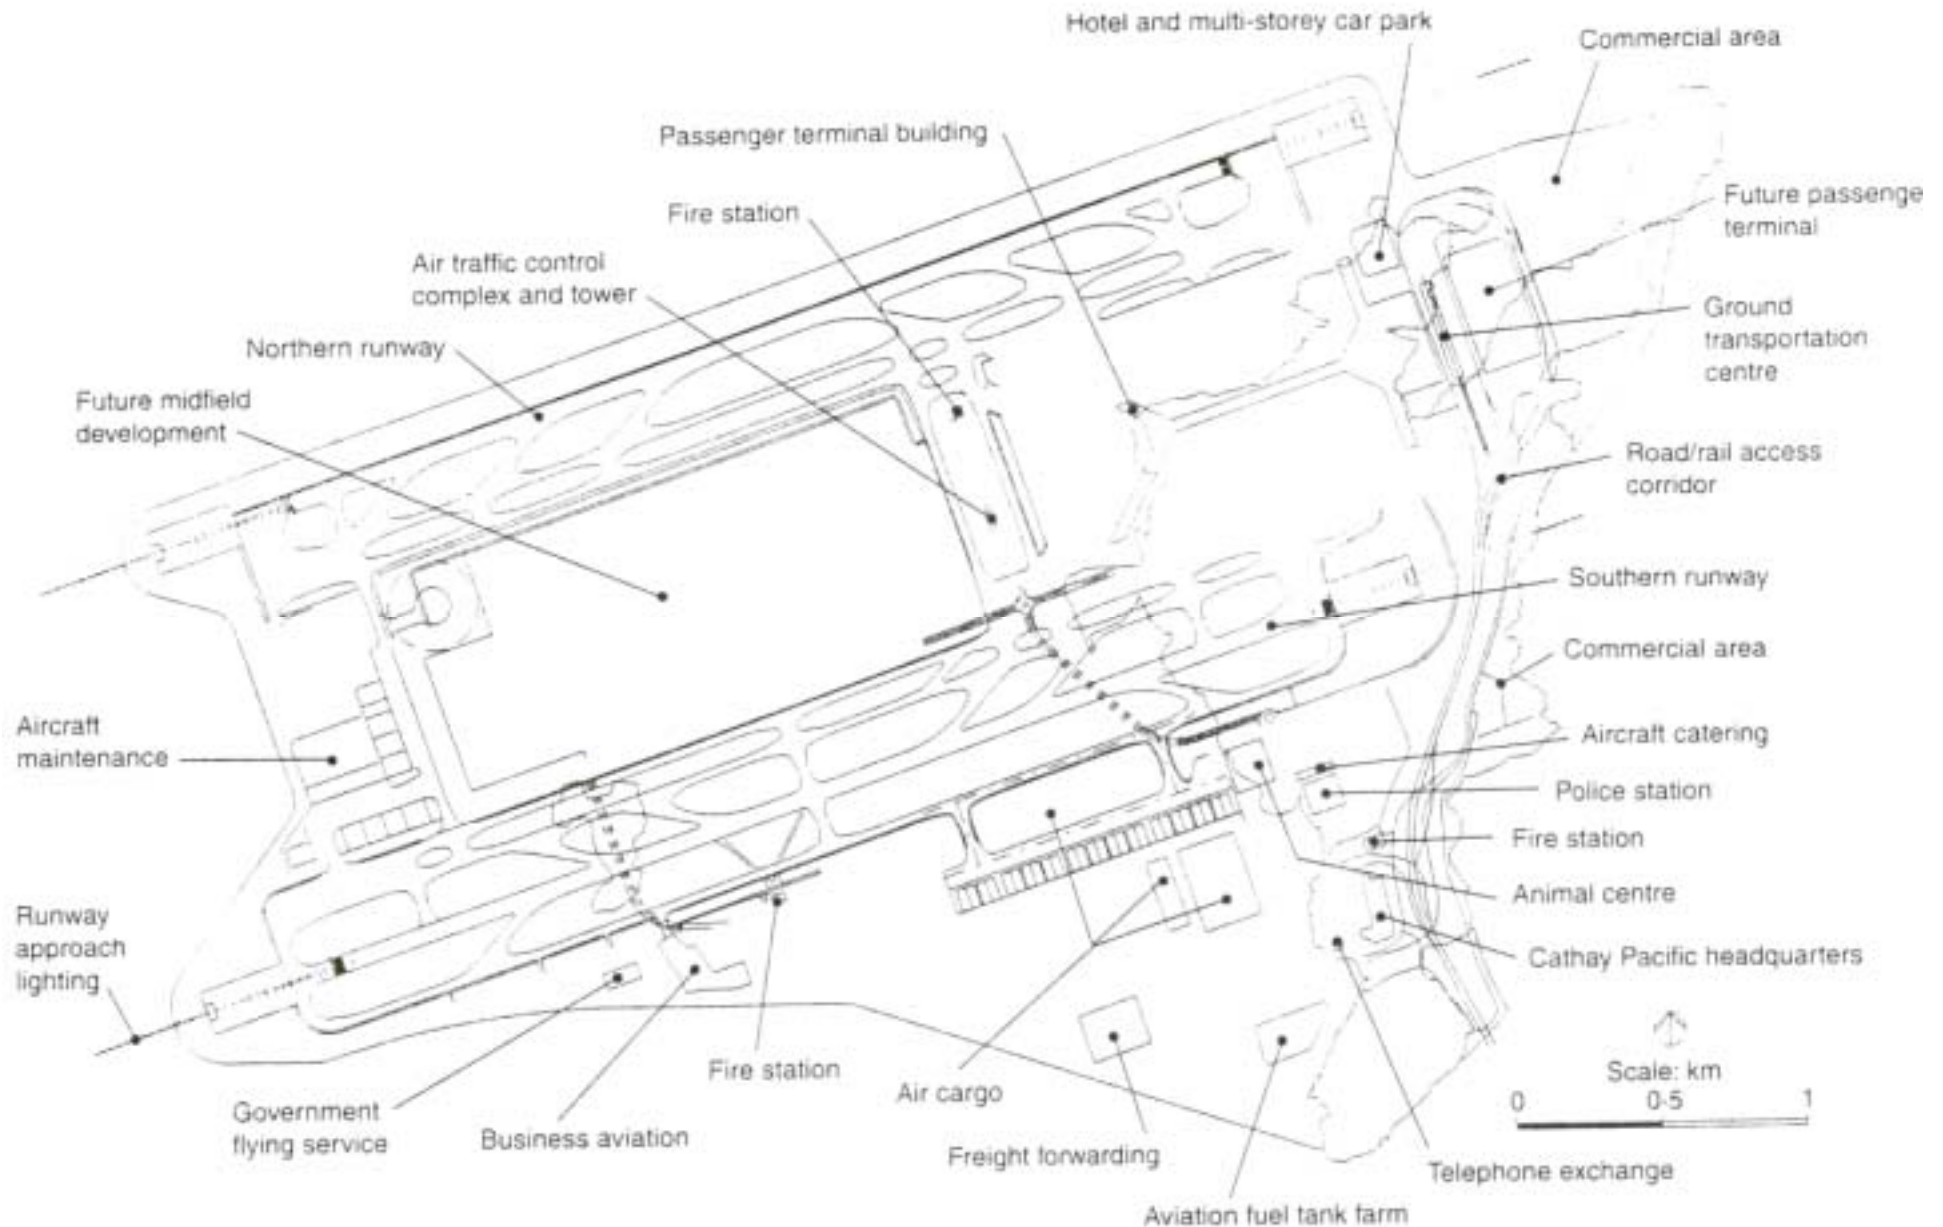 Hotel and multi-storey car park
Commercial area
Passenger terminal building
Future passenge
terminal
Fire station
Air traffic control
complex and tower
Ground
transportation
centre
Northern runway
Future midfield
development
Road/rail access
corridor
Southern runway
Commercial area
Aircraft
maintenance
Aircraft catering
Police station
Fire station
Animal centre
Runway
approach
lighting
Cathay Pacific headquarters
Fire station
Air cargo
Government
flying service
Business aviation
Freight forwarding
Telephone exchange
Aviation fuel tank farm
Scale: km
0 0·5 1